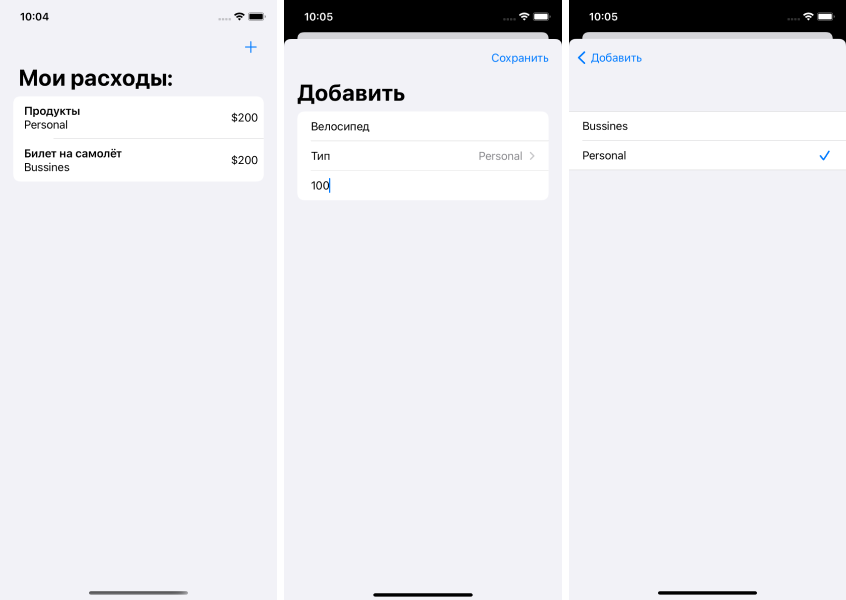 10:04
+
Мои расходы:
Продукты
Personal
$200
Билет на самолёт
Bussines
$200
10:05
Сохранить
Добавить
Велосипед
Тип Personal
100
10:05
Добавить
Bussines
Personal